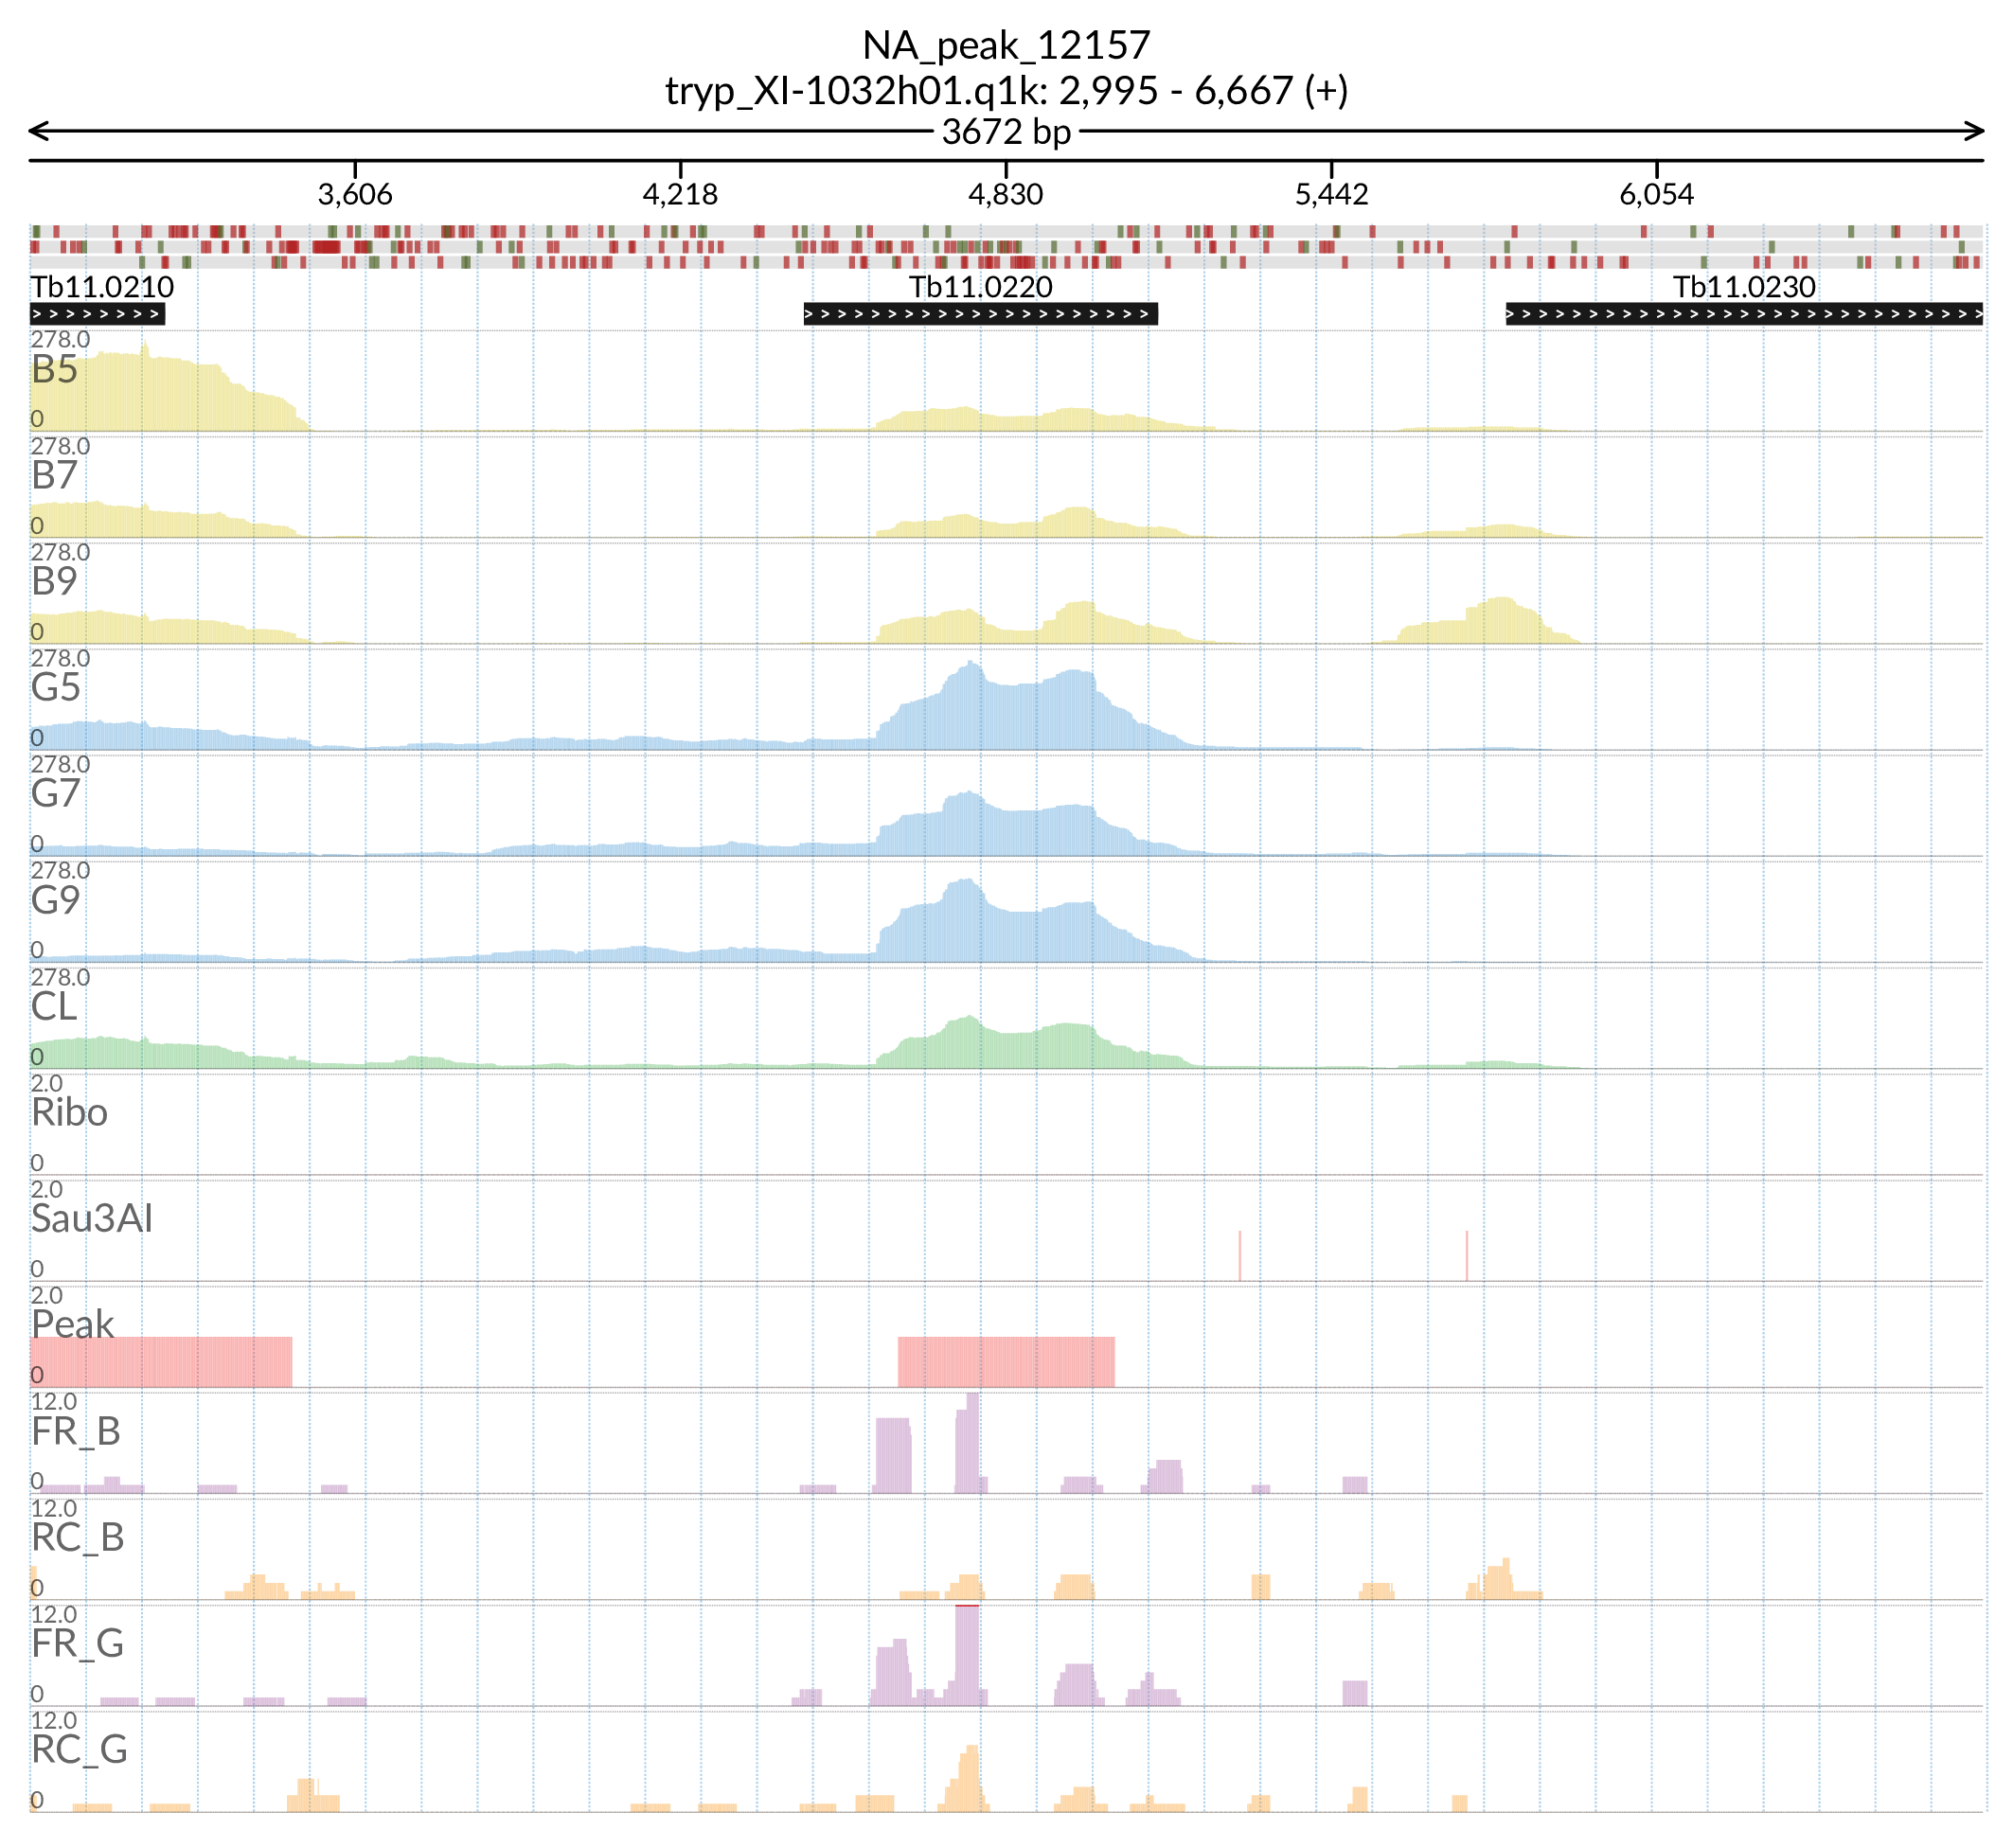 NA_peak_12157
tryp_XI-1032h01.q1k: 2,995 - 6,667 (+)
3672 bp
3,606 4,218 4,830 5,442 6,054
Tb11.0210 Tb11.0220 Tb11.0230
278.0
B5
0
278.0
B7
0
278.0
B9
0
278.0
G5
0
278.0
G7
0
278.0
G9
0
278.0
CL
0
2.0
Ribo
0
2.0
Sau3AI
0
2.0
Peak
0
12.0
FR_B
0
12.0
RC_B
0
12.0
FR_G
0
12.0
RC_G
0